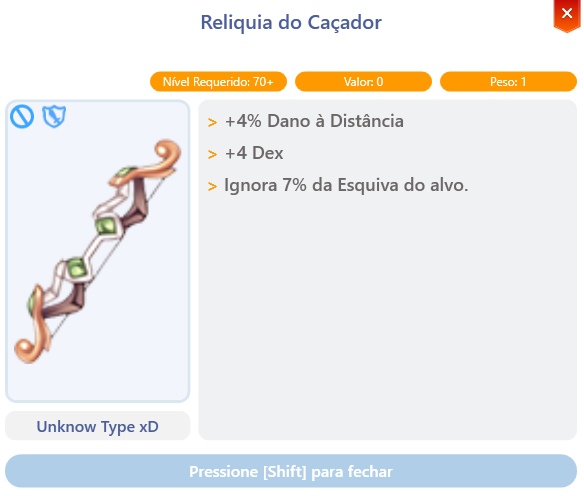 Reliquia do Caçador
Nível Requerido: 70+ Valor: 0 Peso: 1
> +4% Dano à Distância
> +4 Dex
> Ignora 7% da Esquiva do alvo.
Unknow Type xD
Pressione [Shift] para fechar